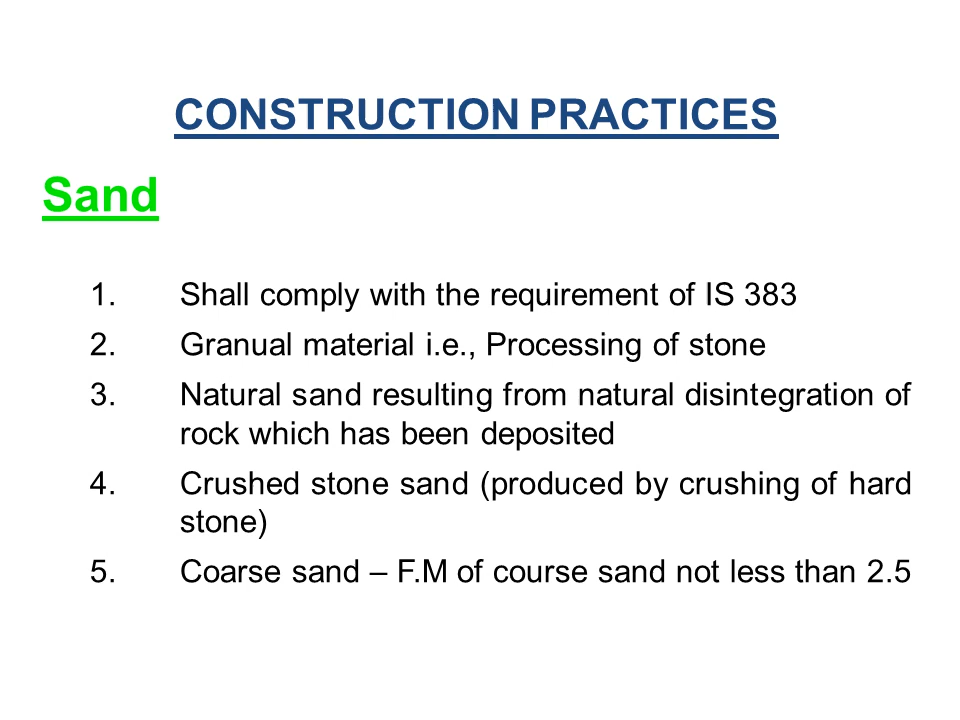 CONSTRUCTION PRACTICES
Sand
1. Shall comply with the requirement of IS 383
2. Granual material i.e., Processing of stone
3. Natural sand resulting from natural disintegration of
rock which has been deposited
4. Crushed stone sand (produced by crushing of hard
stone)
5. Coarse sand – F.M of course sand not less than 2.5